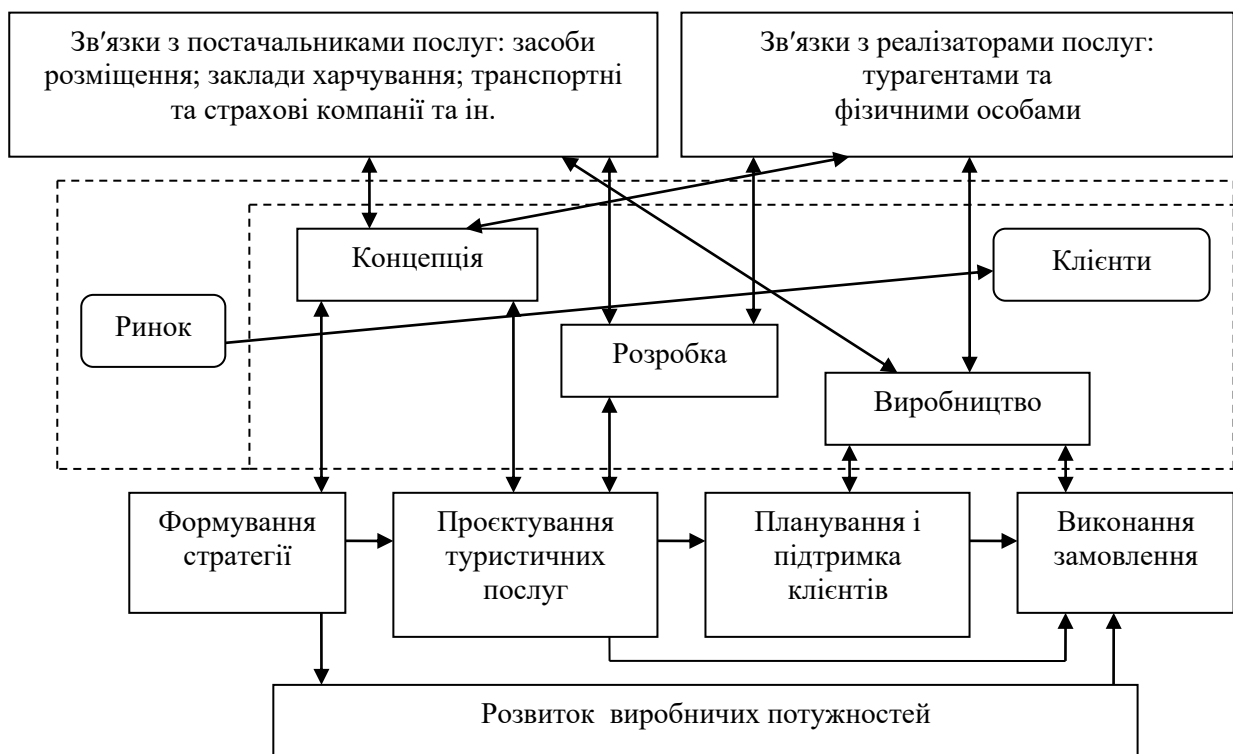 Зв′язки з постачальниками послуг: засоби
розміщення; заклади харчування; транспортні
та страхові компанії та ін.
Зв′язки з реалізаторами послуг:
турагентами та
фізичними особами
Концепція
Клієнти
Ринок
Розробка
Виробництво
Формування
стратегії
Проєктування
туристичних
послуг
Планування і
підтримка
клієнтів
Виконання
замовлення
Розвиток виробничих потужностей